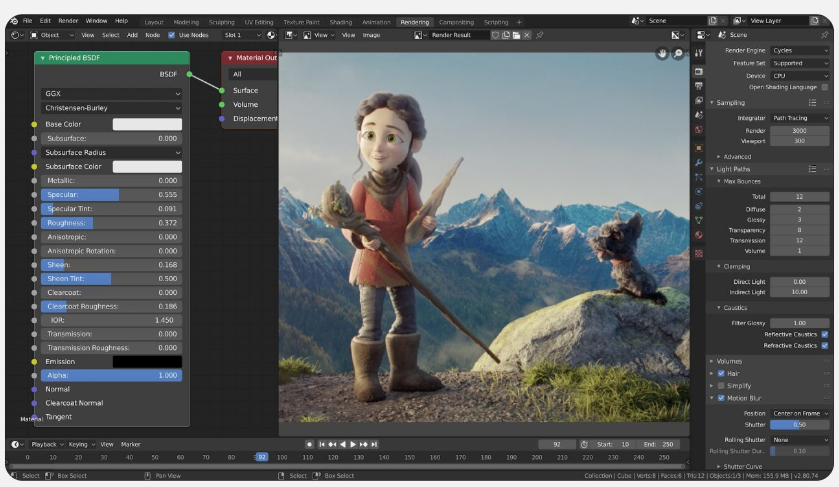 File Edit Render Window Help Layout Modeling Sculpting UV Editing Texture Paint Shading Animation Rendering Compositing Scripting + Scene View Layer
Object View Select Add Node Use Nodes Slot 1 View View Image Render Result Scene
Principled BSDF
BSDF
GGX
Christensen-Burley
Base Color
Subsurface: 0.000
Subsurface Radius
Subsurface Color
Metallic: 0.000
Specular: 0.555
Specular Tint: 0.091
Roughness: 0.372
Anisotropic: 0.000
Anisotropic Rotation: 0.000
Sheen: 0.168
Sheen Tint: 0.500
Clearcoat: 0.000
Clearcoat Roughness: 0.186
IOR: 1.450
Transmission: 0.000
Transmission Roughness: 0.000
Emission
Alpha: 1.000
Normal
Clearcoat Normal
Tangent
Material
Material Out
All
Surface
Volume
Displacement
Render Engine Cycles
Feature Set Supported
Device CPU
Open Shading Language
Sampling
Integrator Path Tracing
Render 3000
Viewport 300
Advanced
Light Paths
Max Bounces
Total 12
Diffuse 2
Glossy 3
Transparency 8
Transmission 12
Volume 1
Clamping
Direct Light 0.00
Indirect Light 10.00
Caustics
Filter Glossy 1.00
Reflective Caustics
Refractive Caustics
Volumes
Hair
Simplify
Motion Blur
Position Center on Frame
Shutter 0.50
Rolling Shutter None
Rolling Shutter Dur.. 0.10
Shutter Curve
Playback Keying View Marker 92 Start: 10 End: 250
0 10 20 30 40 50 60 70 80 92 100 110 120 130 140 150 160 170 180 190 200 210 220 230 240 250
Select Box Select Pan View Select Box Select Collection | Cube | Verts:8 | Faces:6 | Tris:12 | Objects:1/3 | Mem: 155.9 MB | v2.80.74